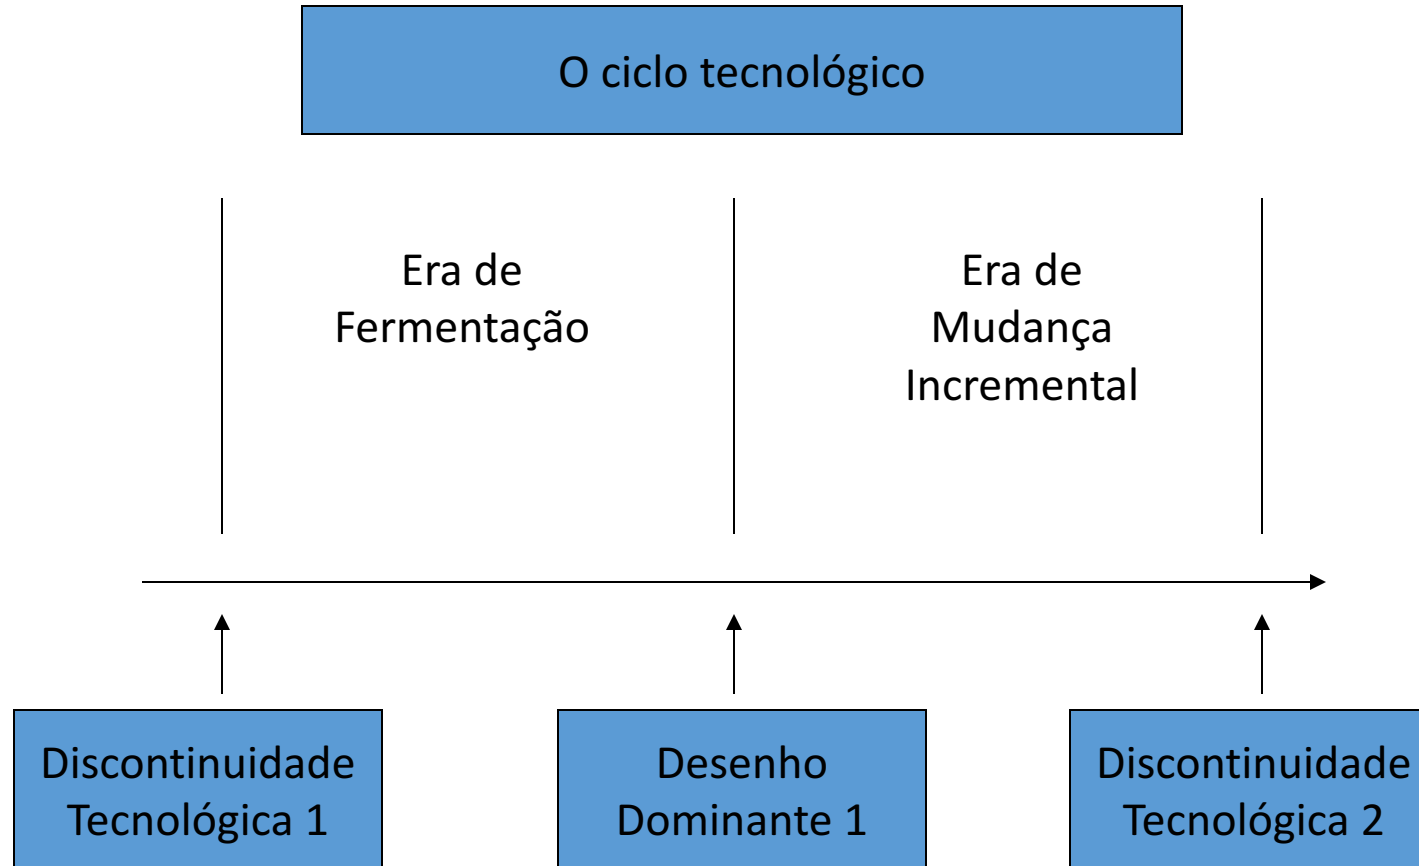 O ciclo tecnológico
Era de
Fermentação
Era de
Mudança
Incremental
Discontinuidade
Tecnológica 1
Desenho
Dominante 1
Discontinuidade
Tecnológica 2